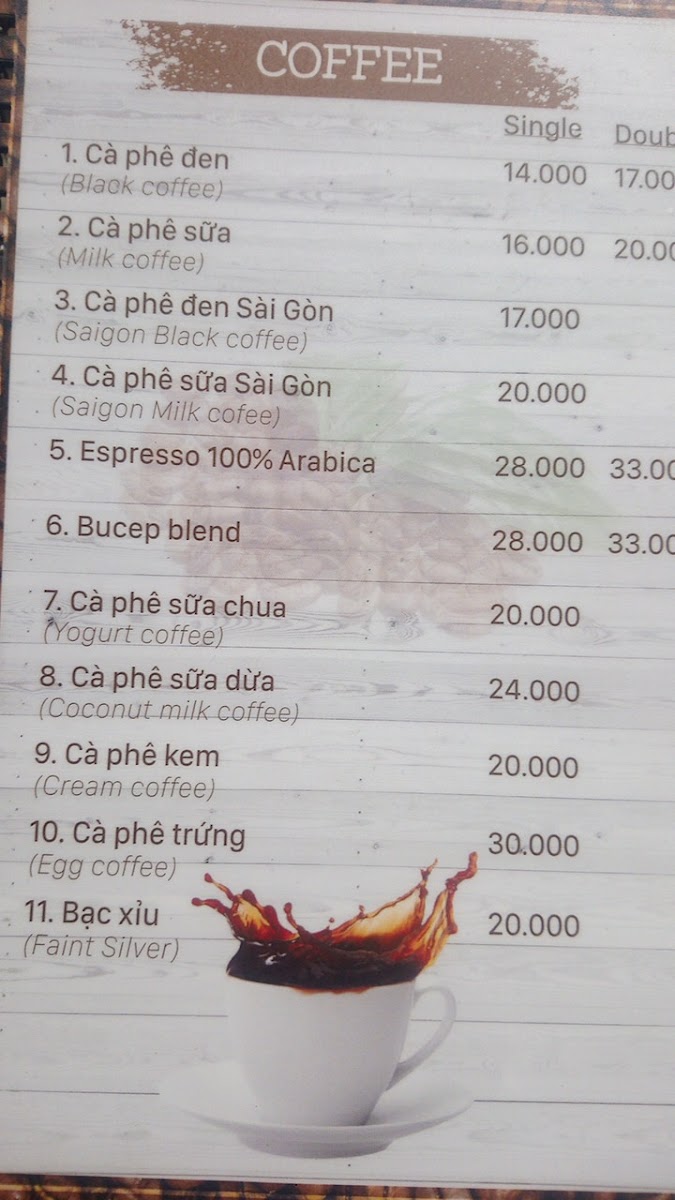 COFFEE
Single
1. Cà phê đen 14.000
(Black coffee)
2. Cà phê sữa 16.000
(Milk coffee)
3. Cà phê đen Sài Gòn 17.000
(Saigon Black coffee)
4. Cà phê sữa Sài Gòn 20.000
(Saigon Milk cofee)
5. Espresso 100% Arabica 28.000
6. Bucep blend 28.000
7. Cà phê sữa chua 20.000
(Yogurt coffee)
8. Cà phê sữa dừa 24.000
(Coconut milk coffee)
9. Cà phê kem 20.000
(Cream coffee)
10. Cà phê trứng 30.000
(Egg coffee)
11. Bạc xỉu 20.000
(Faint Silver)